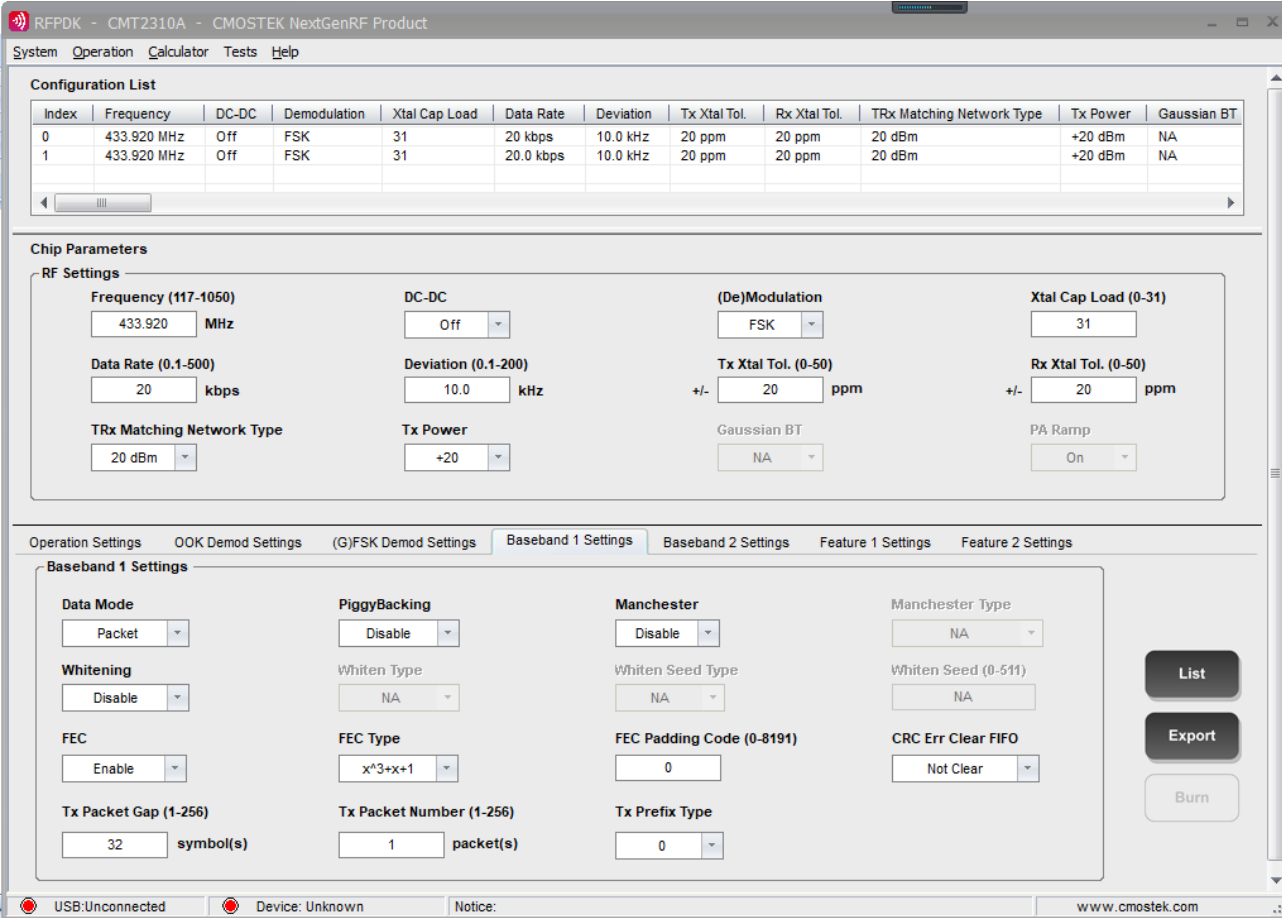 RFPDK - CMT2310A - CMOSTEK NextGenRF Product
System Operation Calculator Tests Help
Configuration List
Index Frequency DC-DC Demodulation Xtal Cap Load Data Rate Deviation Tx Xtal Tol. Rx Xtal Tol. TRx Matching Network Type Tx Power Gaussian BT
0 433.920 MHz Off FSK 31 20 kbps 10.0 kHz 20 ppm 20 ppm 20 dBm +20 dBm NA
1 433.920 MHz Off FSK 31 20.0 kbps 10.0 kHz 20 ppm 20 ppm 20 dBm +20 dBm NA
Chip Parameters
RF Settings
Frequency (117-1050) DC-DC (De)Modulation Xtal Cap Load (0-31)
433.920 MHz Off FSK 31
Data Rate (0.1-500) Deviation (0.1-200) Tx Xtal Tol. (0-50) Rx Xtal Tol. (0-50)
20 kbps 10.0 kHz +/- 20 ppm +/- 20 ppm
TRx Matching Network Type Tx Power Gaussian BT PA Ramp
20 dBm +20 NA On
Operation Settings OOK Demod Settings (G)FSK Demod Settings Baseband 1 Settings Baseband 2 Settings Feature 1 Settings Feature 2 Settings
Baseband 1 Settings
Data Mode PiggyBacking Manchester Manchester Type
Packet Disable Disable NA
Whitening Whiten Type Whiten Seed Type Whiten Seed (0-511)
Disable NA NA NA
List
FEC FEC Type FEC Padding Code (0-8191) CRC Err Clear FIFO
Enable x^3+x+1 0 Not Clear
Export
Burn
Tx Packet Gap (1-256) Tx Packet Number (1-256) Tx Prefix Type
32 symbol(s) 1 packet(s) 0
USB:Unconnected Device: Unknown Notice: www.cmostek.com